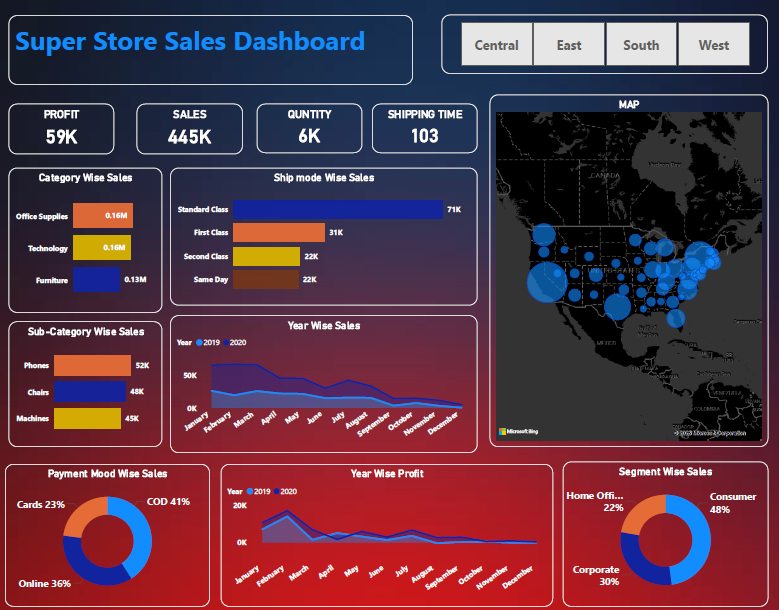 Super Store Sales Dashboard
Central East South West
PROFIT
59K
SALES
445K
QUNTITY
6K
SHIPPING TIME
103
MAP
CANADA
MEXICO
VENEZUELA
COLOMBIA
Microsoft Bing
Category Wise Sales
Office Supplies 0.16M
Technology 0.16M
Furniture 0.13M
Ship mode Wise Sales
Standard Class 71K
First Class 31K
Second Class 22K
Same Day 22K
Sub-Category Wise Sales
Phones 52K
Chairs 48K
Machines 45K
Year Wise Sales
Year 2019 2020
50K
0K
January February March April May June July August September October November December
Payment Mood Wise Sales
Cards 23%
COD 41%
Online 36%
Year Wise Profit
Year 2019 2020
20K
0K
January February March April May June July August September October November December
Segment Wise Sales
Home Offi...
22%
Consumer
48%
Corporate
30%